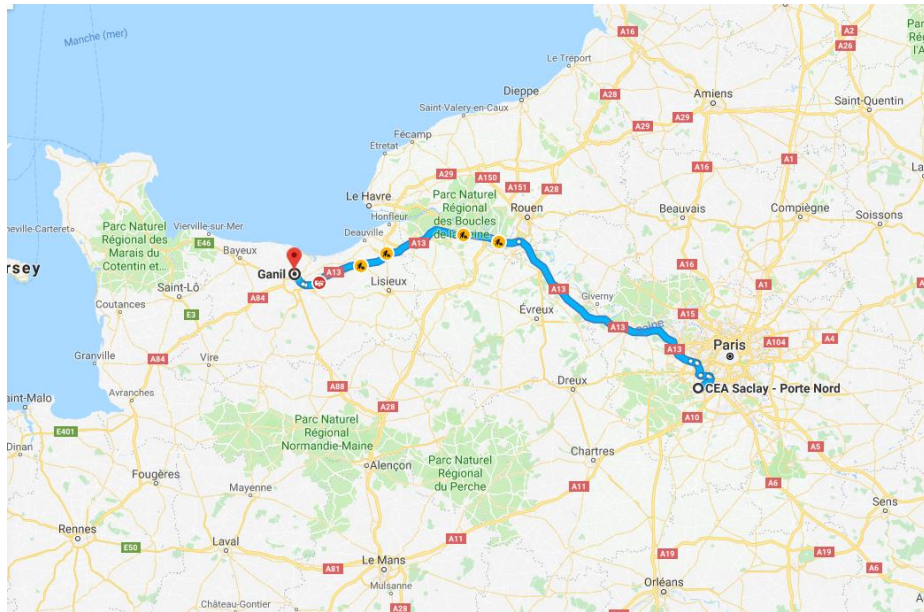 Manche (mer)
A16
A2
A26
Le Tréport
Dieppe
A28
Amiens
Saint-Quentin
Saint-Valery-en-Caux
A29
A29
Fécamp
Étretat
A16
A1
A29
A150
A151
A28
Le Havre
Parc Naturel
Régional
des Boucles
Rouen
Beauvais
Compiègne
Soissons
Honfleur
Deauville
Parc Naturel
Régional des
Marais du
Cotentin et...
Vierville-sur-Mer
E46
Bayeux
A13
Ganil
A13
A16
A1
Saint-Lô
A84
Lisieux
A13
Giverny
A15
Coutances
E3
Évreux
A13
Paris
A104
A4
Granville
Vire
A84
A13
CEA Saclay - Porte Nord
Avranches
A88
Dreux
A10
A28
E401
Parc Naturel
Régional
Normandie-Maine
A5
Dinan
Chartres
Alençon
Parc Naturel
Régional
du Perche
Fougères
A6
A11
Mayenne
Sens
Rennes
E50
Laval
A11
A19
A19
Le Mans
A81
Mulsanne
Orléans
Château-Gontier
A28
A6